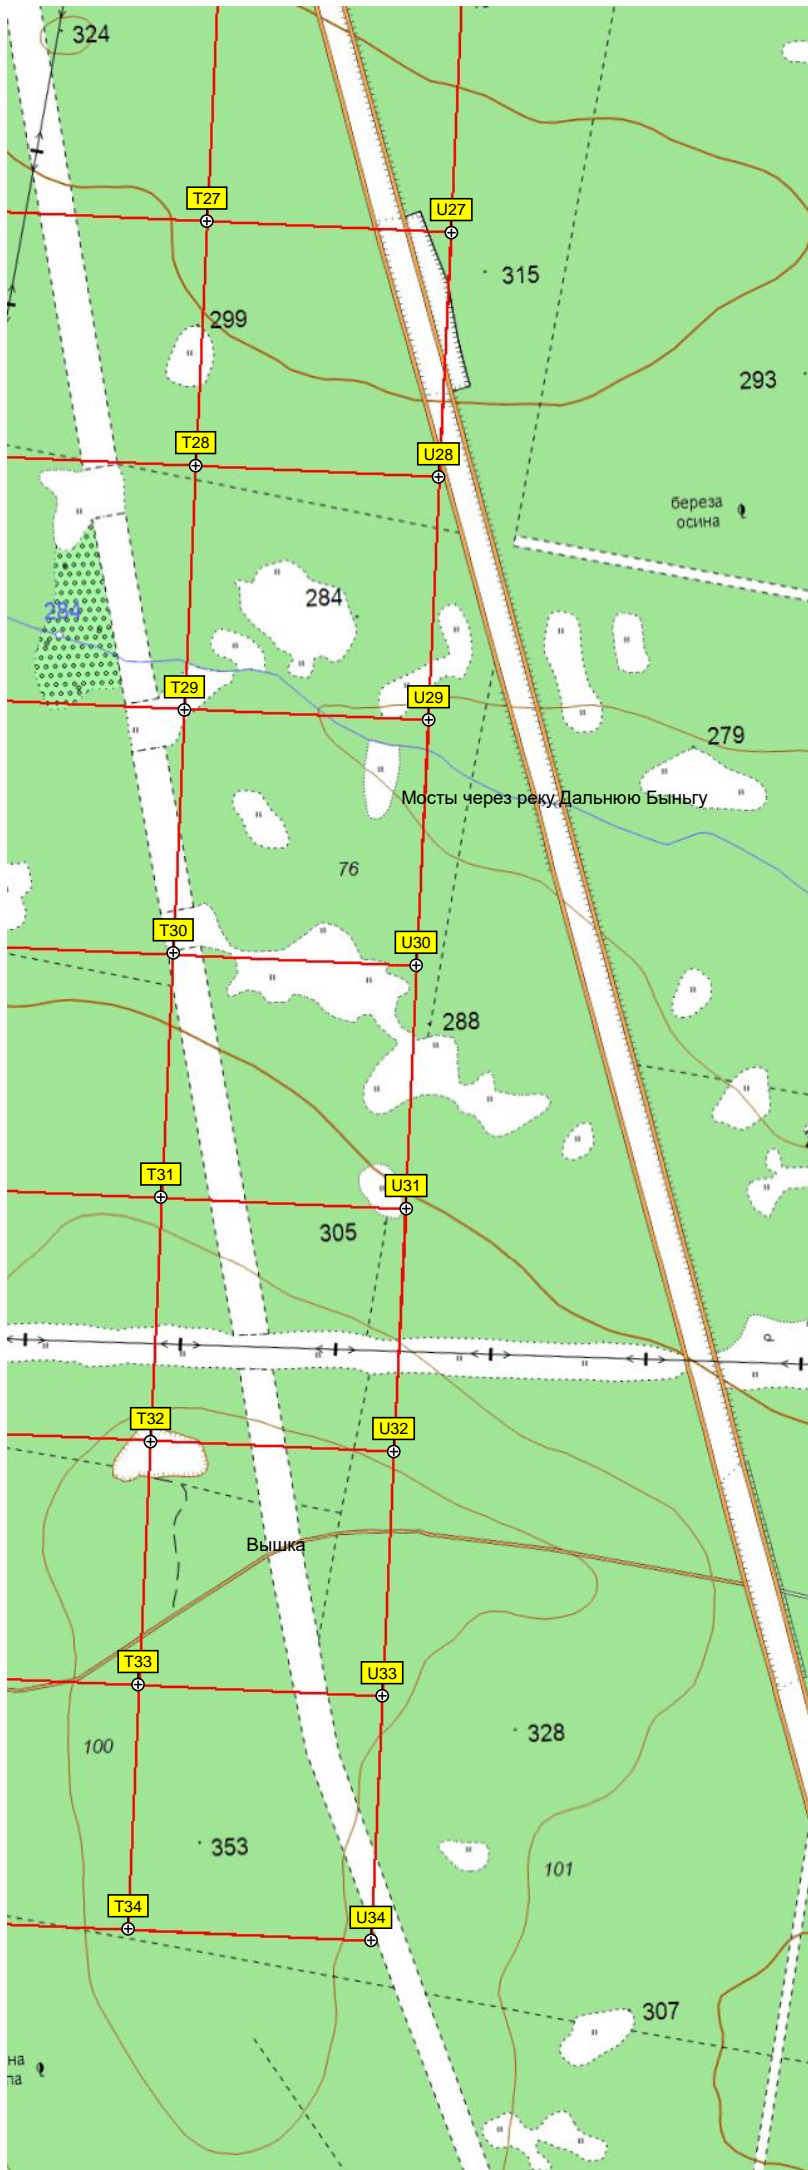 324
T27
U27
315
299
293
T28
U28
береза
осина
284
284
T29
U29
279
Мосты через реку Дальнюю Быньгу
76
T30
U30
288
T31
U31
305
р
T32
U32
Вышка
T33
U33
100
328
353
101
T34
U34
307
на
па